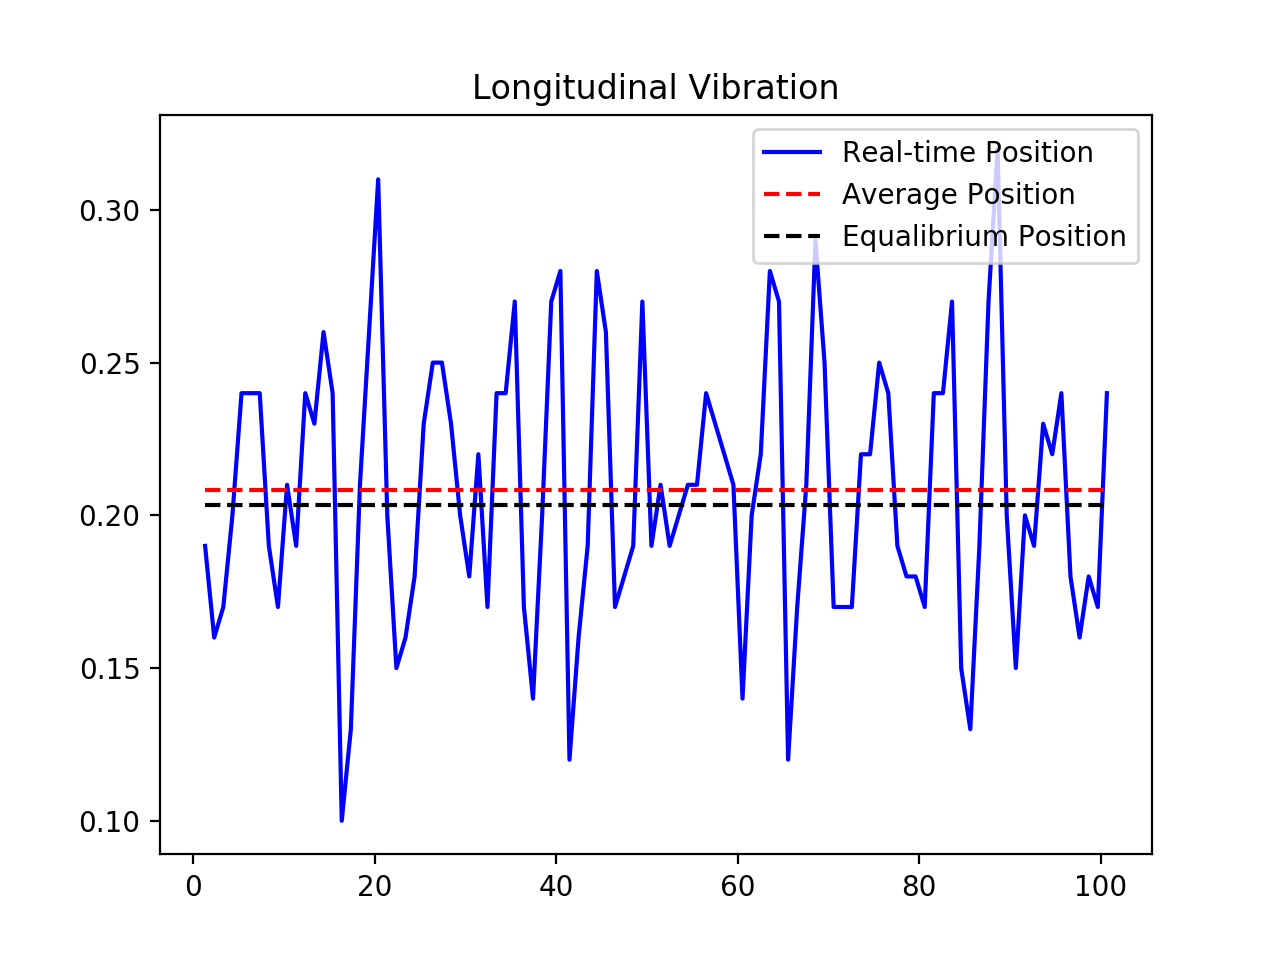 Longitudinal Vibration
Real-time Position
Average Position
Equalibrium Position
0.30
0.25
0.20
0.15
0.10
0 20 40 60 80 100